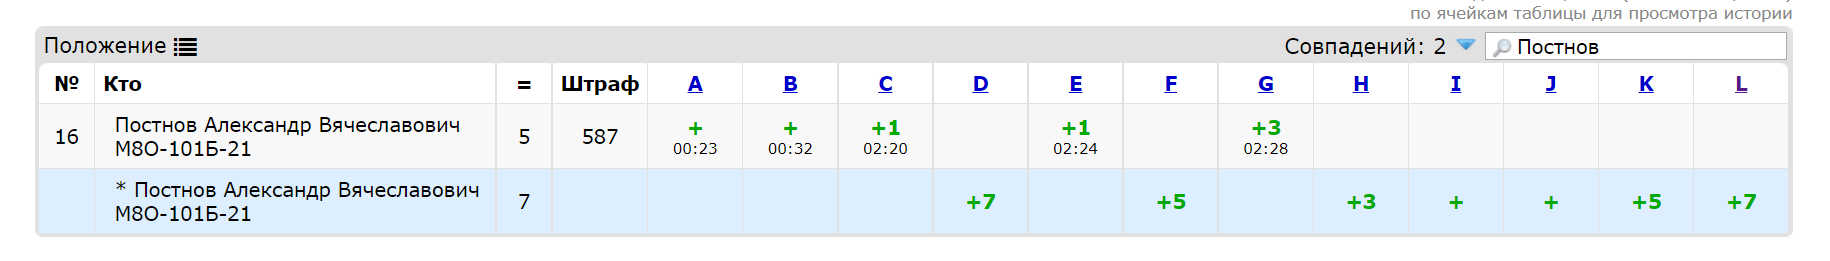 по ячейкам таблицы для просмотра истории
Положение Совпадений: 2 Постнов
№ Кто = Штраф A B C D E F G H I J K L
16 Постнов Александр Вячеславович М8О-101Б-21 5 587 + 00:23 + 00:32 +1 02:20 +1 02:24 +3 02:28
* Постнов Александр Вячеславович М8О-101Б-21 7 +7 +5 +3 + + +5 +7